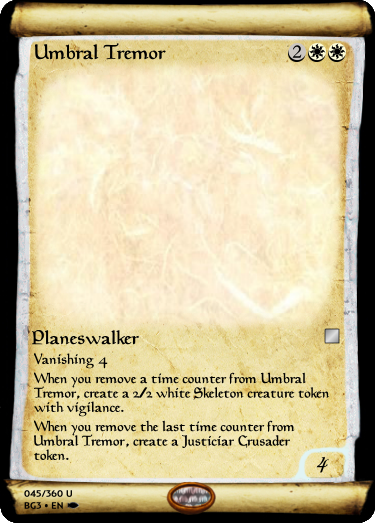 Umbral Tremor 2
Planeswalker
Vanishing 4
When you remove a time counter from Umbral
Tremor, create a 2/2 white Skeleton creature token
with vigilance.
When you remove the last time counter from
Umbral Tremor, create a Justiciar Crusader
token.
4
045/360 U
BG3 • EN